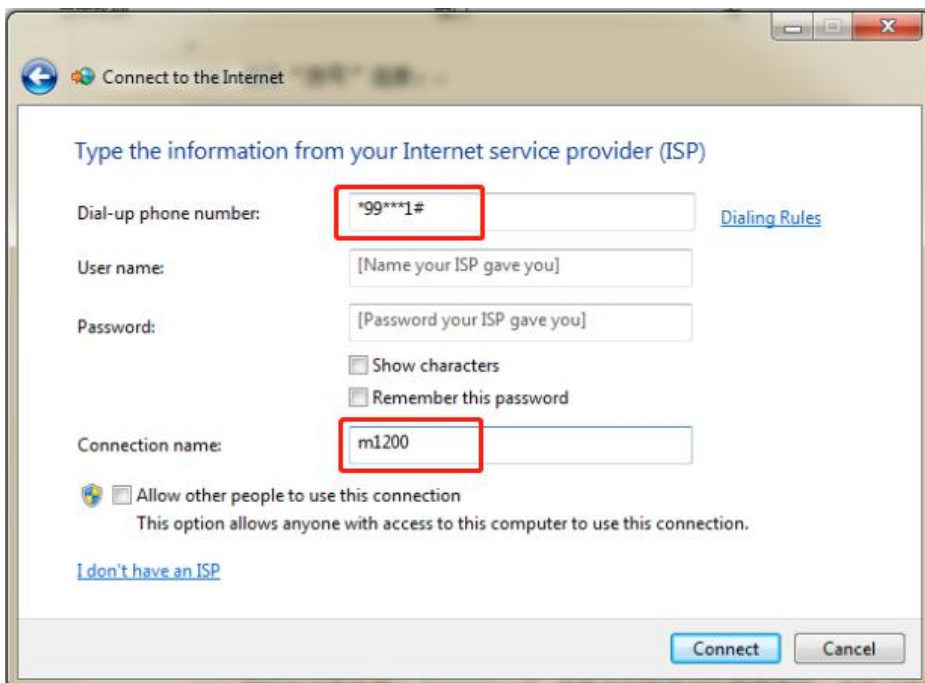 Connect to the Internet
Type the information from your Internet service provider (ISP)
Dial-up phone number:
*99***1#
Dialing Rules
User name:
[Name your ISP gave you]
Password:
[Password your ISP gave you]
Show characters
Remember this password
Connection name:
m1200
Allow other people to use this connection
This option allows anyone with access to this computer to use this connection.
I don't have an ISP
Connect
Cancel